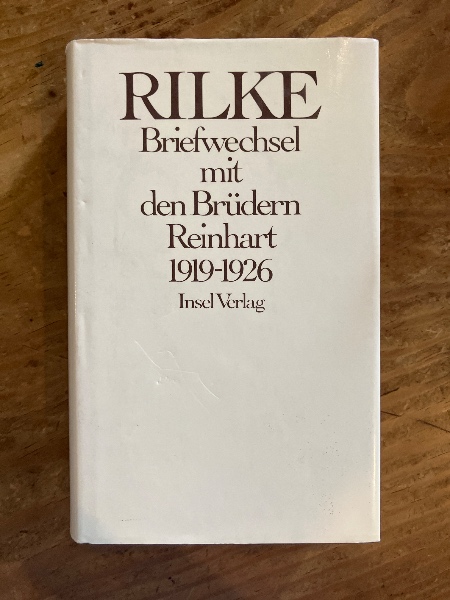 RILKE
Briefwechsel
mit
den Brüdern
Reinhart
1919-1926
Insel Verlag